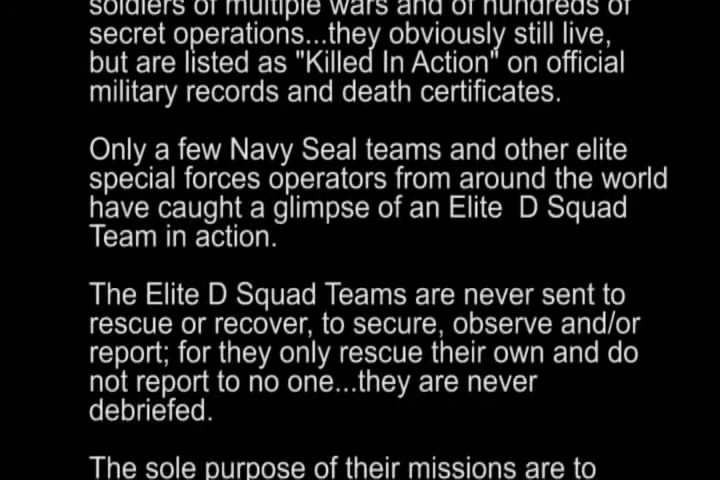 soldiers of multiple wars and of hundreds of
secret operations...they obviously still live,
but are listed as "Killed In Action" on official
military records and death certificates.
Only a few Navy Seal teams and other elite
special forces operators from around the world
have caught a glimpse of an Elite  D Squad
Team in action.
The Elite D Squad Teams are never sent to
rescue or recover, to secure, observe and/or
report; for they only rescue their own and do
not report to no one...they are never
debriefed.
The sole purpose of their missions are to